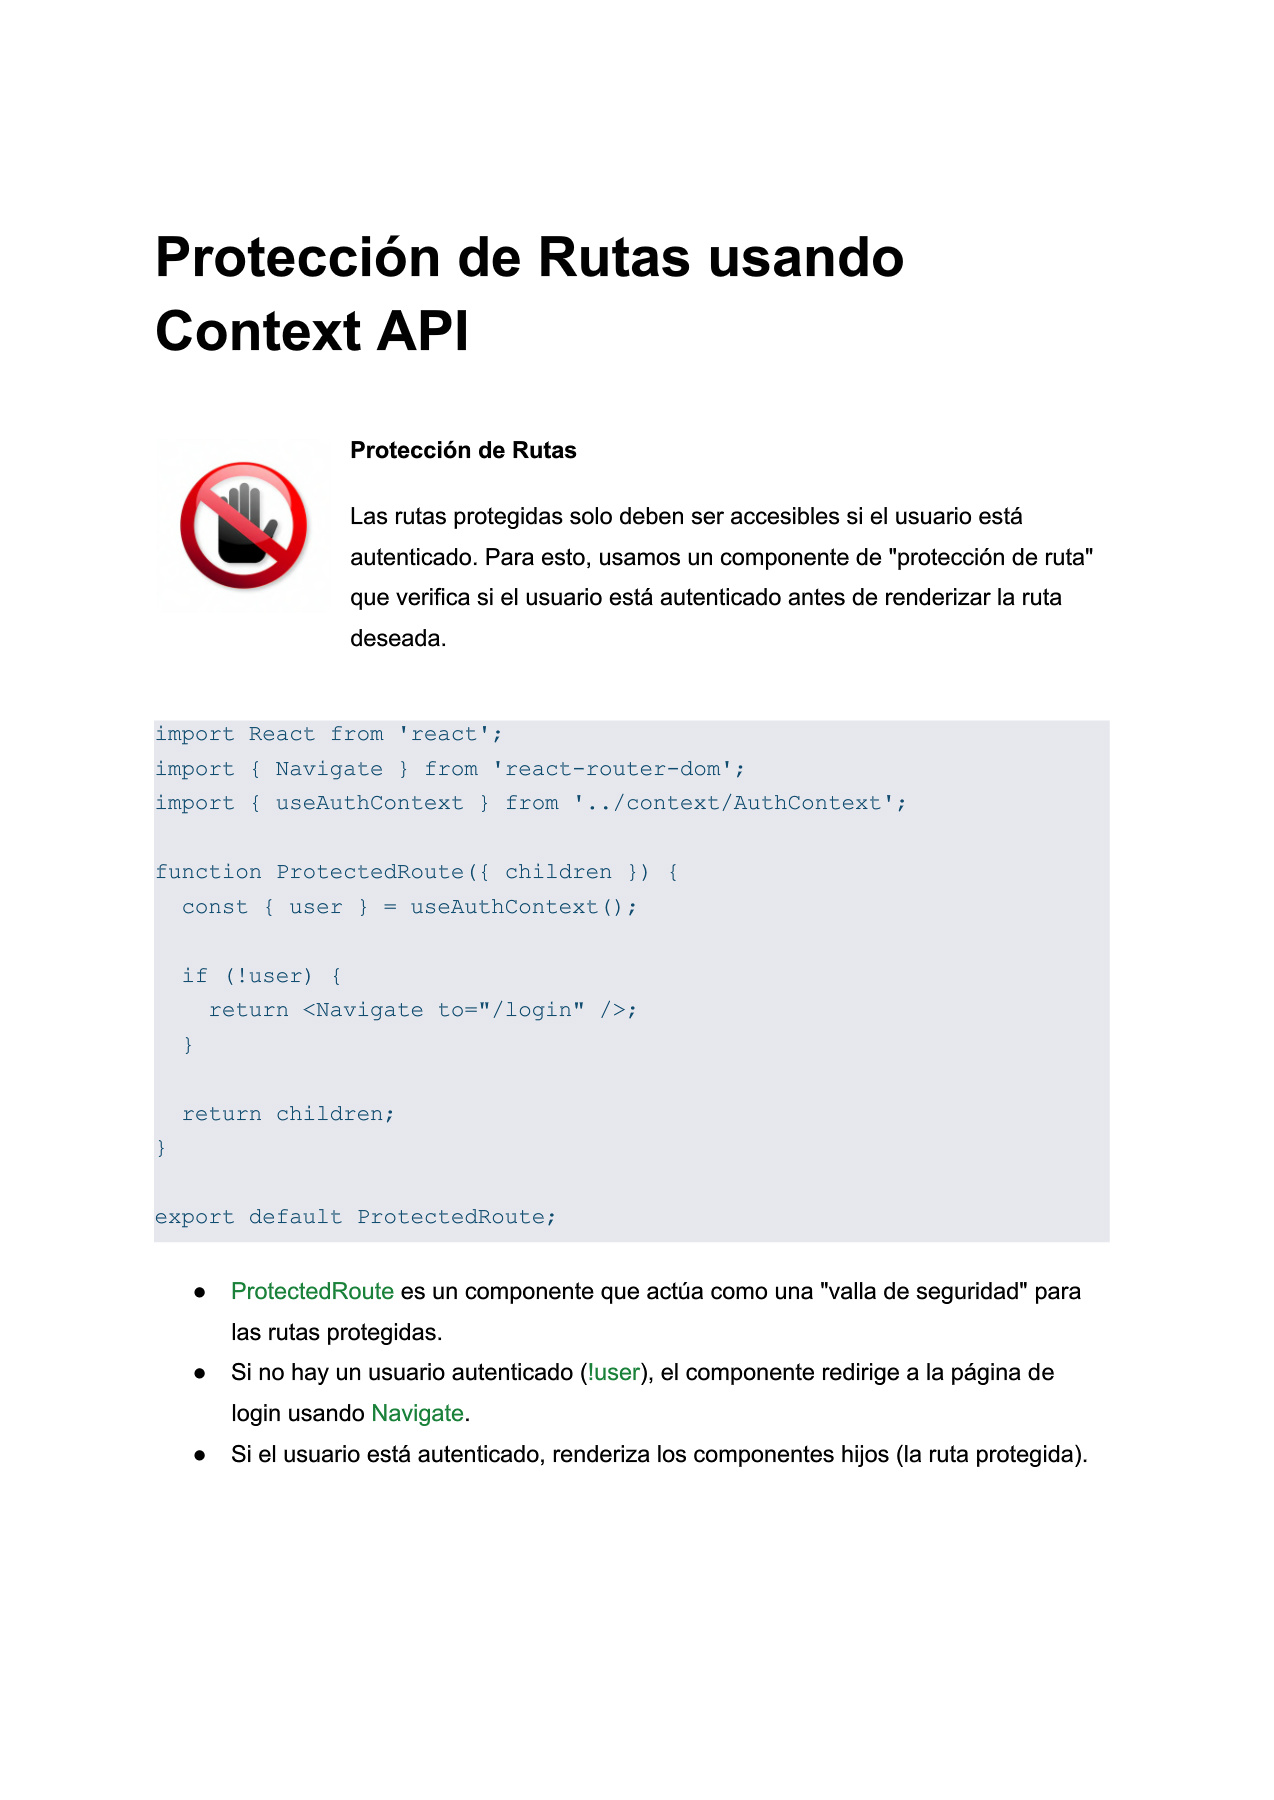 Protección de Rutas usando
Context API
Protección de Rutas
Las rutas protegidas solo deben ser accesibles si el usuario está
autenticado. Para esto, usamos un componente de "protección de ruta"
que verifica si el usuario está autenticado antes de renderizar la ruta
deseada.
import React from 'react';
import { Navigate } from 'react-router-dom';
import { useAuthContext } from '../context/AuthContext';
function ProtectedRoute({ children }) {
  const { user } = useAuthContext();
  if (!user) {
    return <Navigate to="/login" />;
  }
  return children;
}
export default ProtectedRoute;
● ProtectedRoute es un componente que actúa como una "valla de seguridad" para
las rutas protegidas.
● Si no hay un usuario autenticado (!user), el componente redirige a la página de
login usando Navigate.
● Si el usuario está autenticado, renderiza los componentes hijos (la ruta protegida).